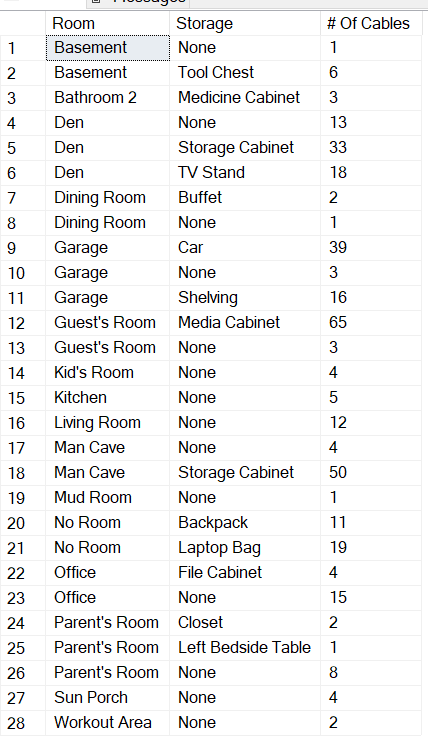 Messages
Room Storage # Of Cables
1 Basement None 1
2 Basement Tool Chest 6
3 Bathroom 2 Medicine Cabinet 3
4 Den None 13
5 Den Storage Cabinet 33
6 Den TV Stand 18
7 Dining Room Buffet 2
8 Dining Room None 1
9 Garage Car 39
10 Garage None 3
11 Garage Shelving 16
12 Guest's Room Media Cabinet 65
13 Guest's Room None 3
14 Kid's Room None 4
15 Kitchen None 5
16 Living Room None 12
17 Man Cave None 4
18 Man Cave Storage Cabinet 50
19 Mud Room None 1
20 No Room Backpack 11
21 No Room Laptop Bag 19
22 Office File Cabinet 4
23 Office None 15
24 Parent's Room Closet 2
25 Parent's Room Left Bedside Table 1
26 Parent's Room None 8
27 Sun Porch None 4
28 Workout Area None 2